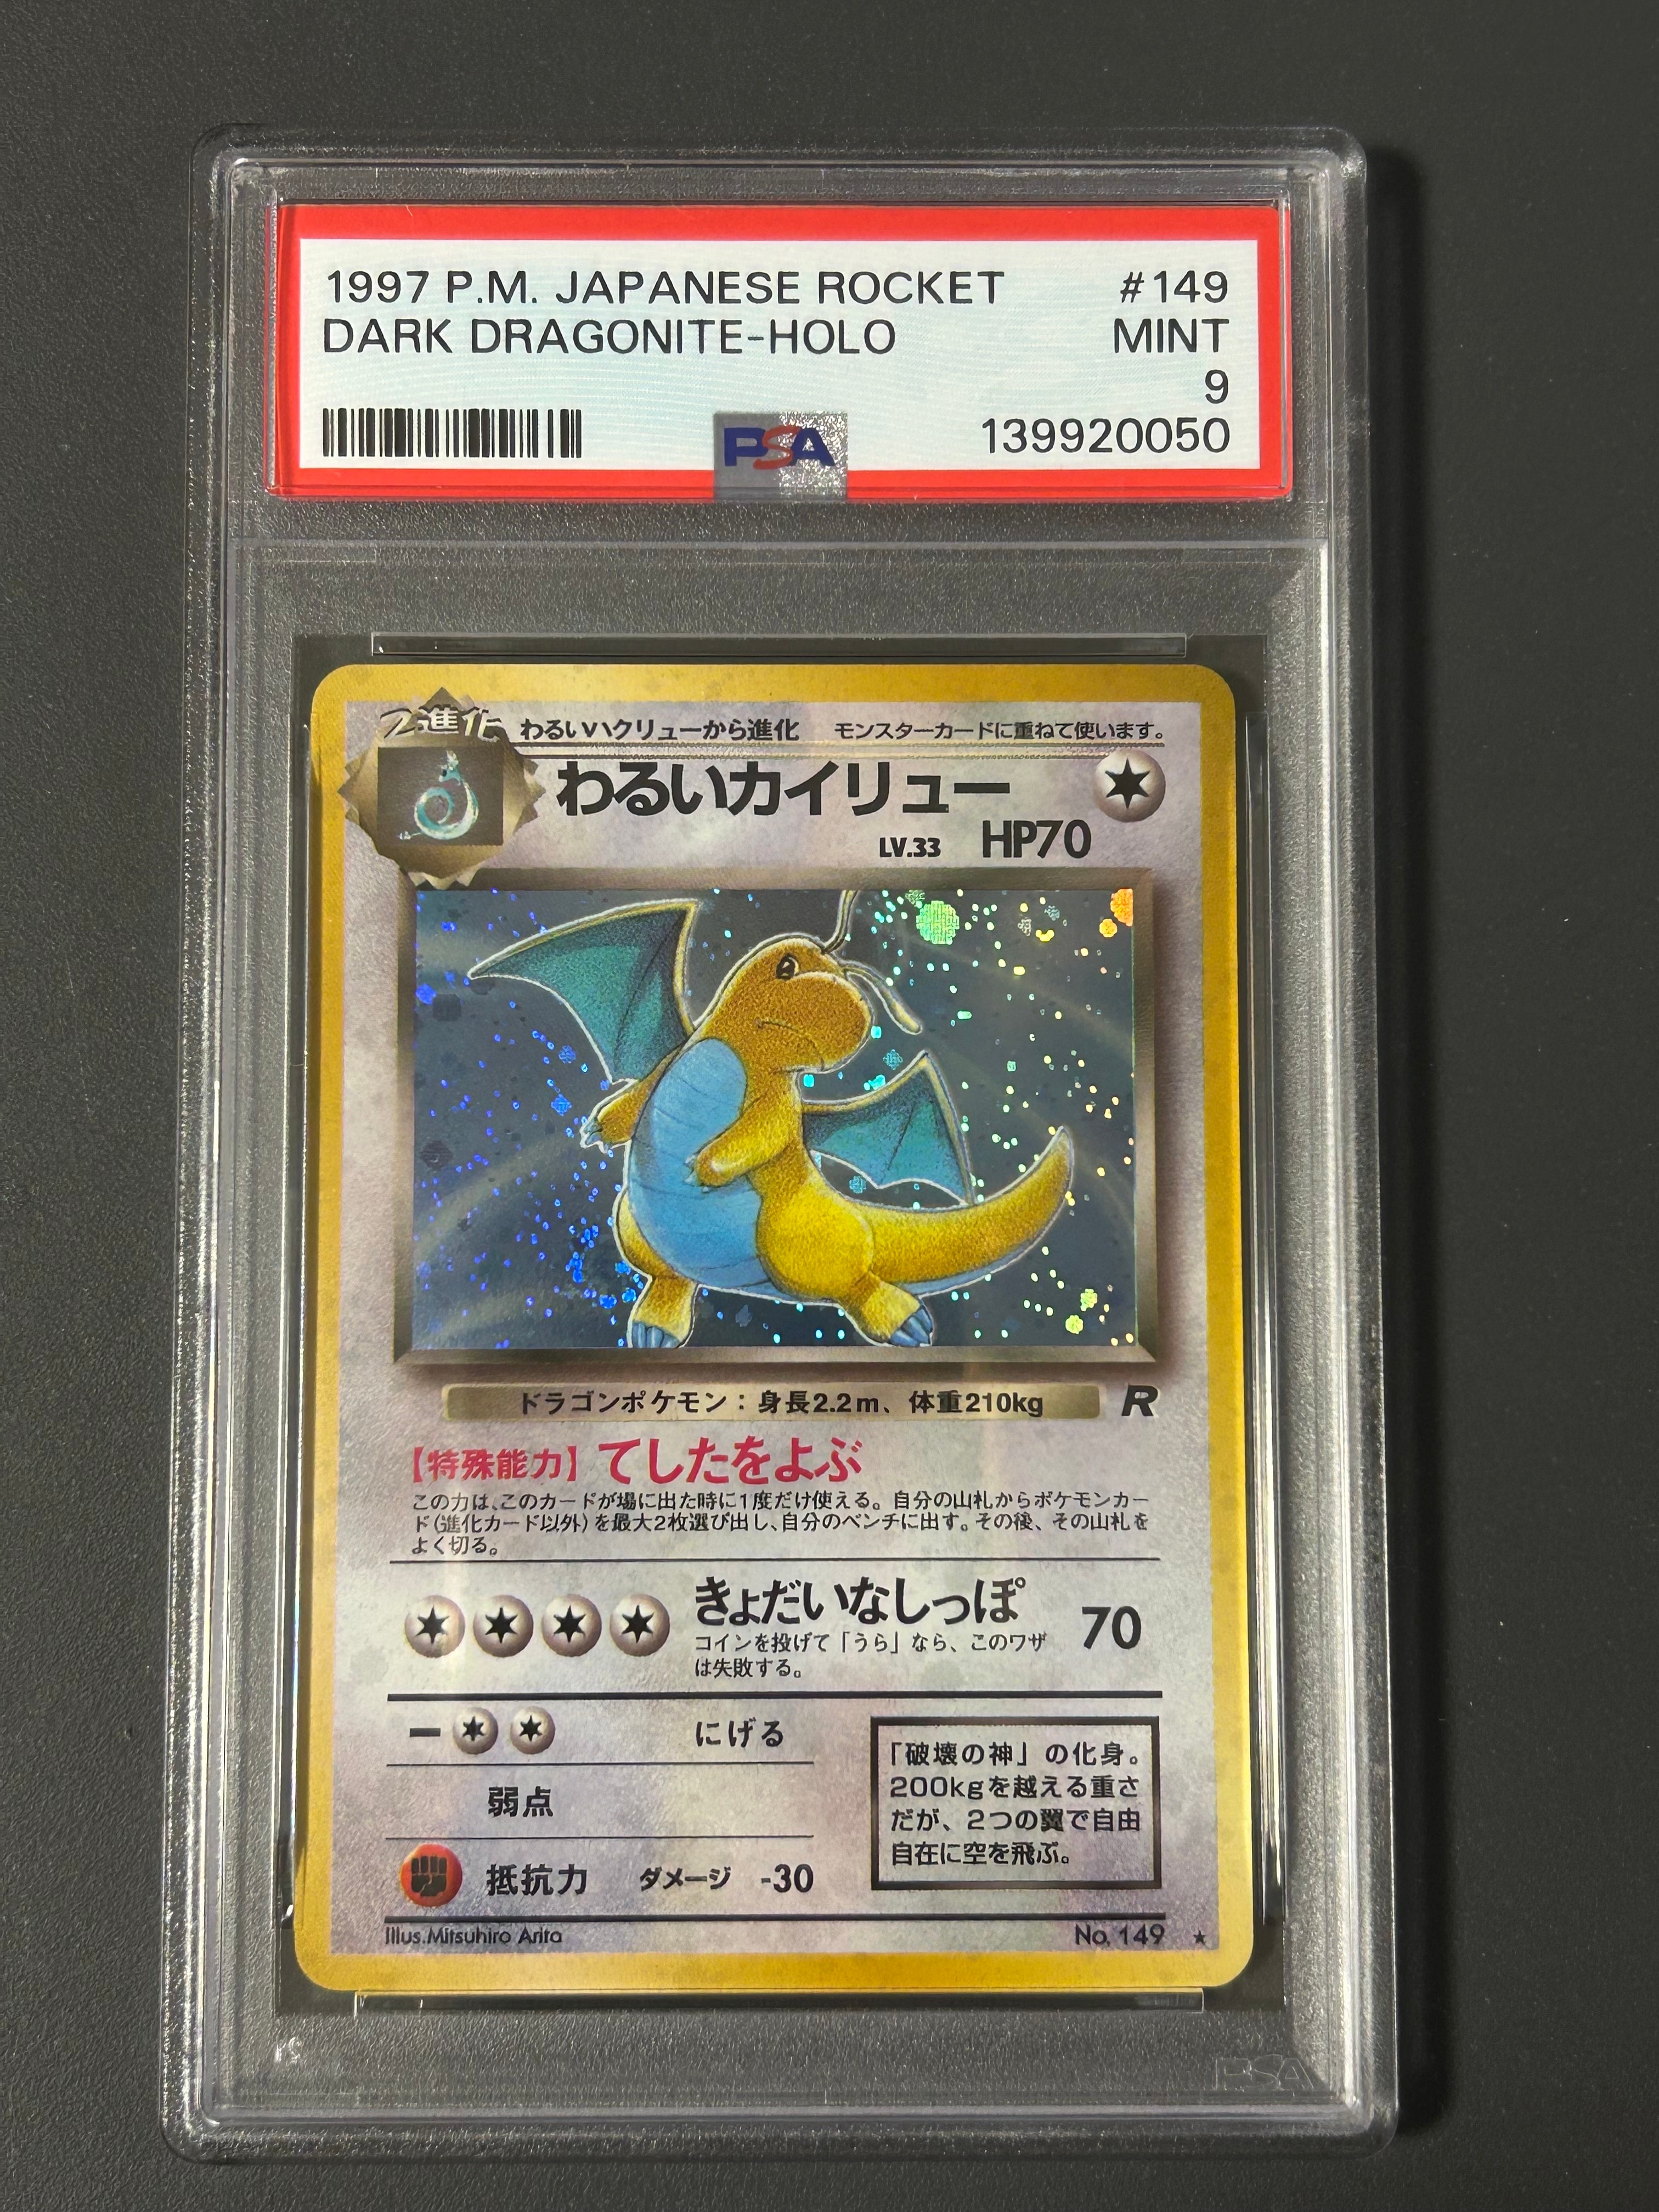 1997 P.M. JAPANESE ROCKET #149
DARK DRAGONITE-HOLO MINT
9
PSA 139920050
2進化 わるいハクリューから進化 モンスターカードに重ねて使います。
わるいカイリュー
LV.33 HP70
ドラゴンポケモン：身長2.2m、体重210kg R
【特殊能力】てしたをよぶ
この力は、このカードが場に出た時に1度だけ使える。自分の山札からポケモンカー
ド（進化カード以外）を最大2枚選び出し、自分のベンチに出す。その後、その山札を
よく切る。
きょだいなしっぽ 70
コインを投げて「うら」なら、このワザ
は失敗する。
ー にげる
弱点
抵抗力 ダメージ -30
「破壊の神」の化身。
200kgを越える重さ
だが、2つの翼で自由
自在に空を飛ぶ。
Illus.Mitsuhiro Arita No. 149 ★
PSA